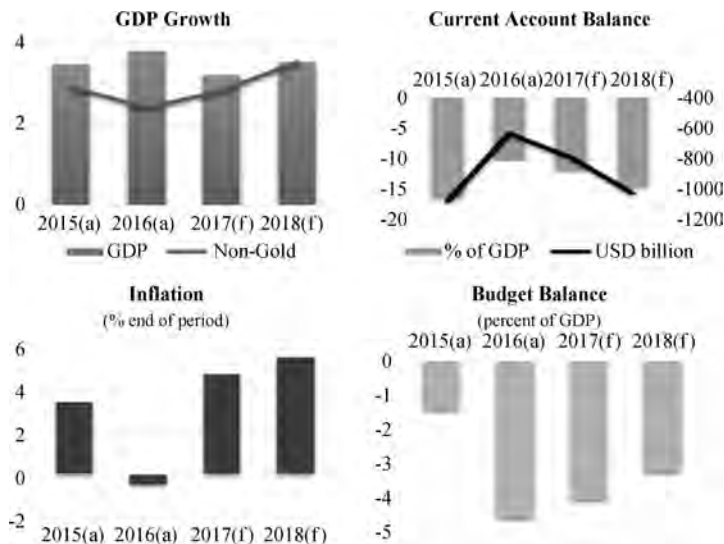 GDP Growth
4
2
0
2015(a) 2016(a) 2017(f) 2018(f)
GDP Non-Gold
Current Account Balance
2015(a) 2016(a) 2017(f) 2018(f)
0 -400
-5 -600
-10 -800
-15 -1000
-20 -1200
% of GDP USD billion
Inflation
(% end of period)
6
4
2
0
-2
2015(a) 2016(a) 2017(f) 2018(f)
Budget Balance
(percent of GDP)
2015(a) 2016(a) 2017(f) 2018(f)
0
-1
-2
-3
-4
-5